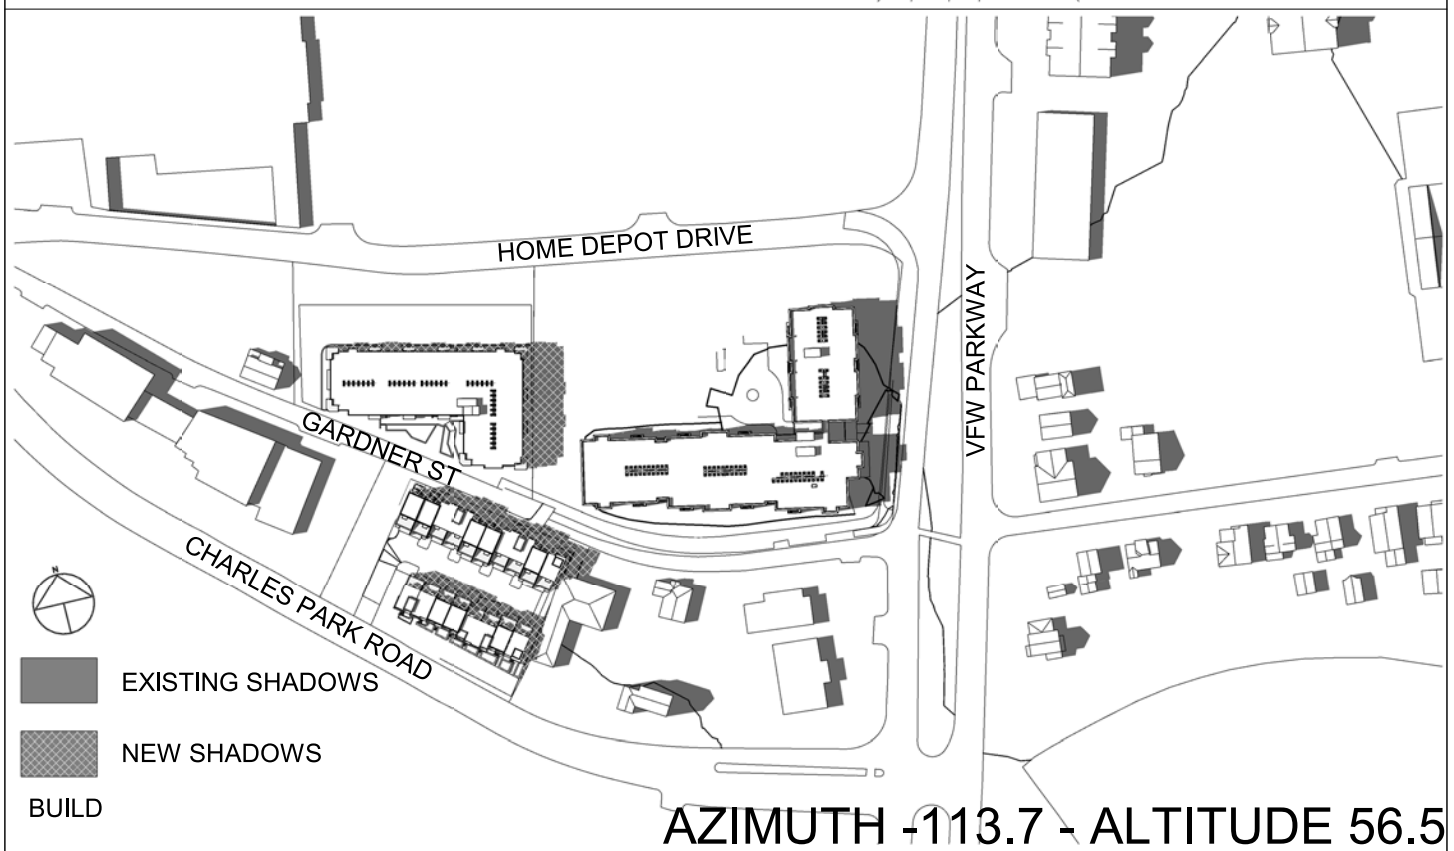 HOME DEPOT DRIVE
VFW PARKWAY
GARDNER ST
CHARLES PARK ROAD
N
EXISTING SHADOWS
NEW SHADOWS
BUILD
AZIMUTH -113.7 - ALTITUDE 56.5